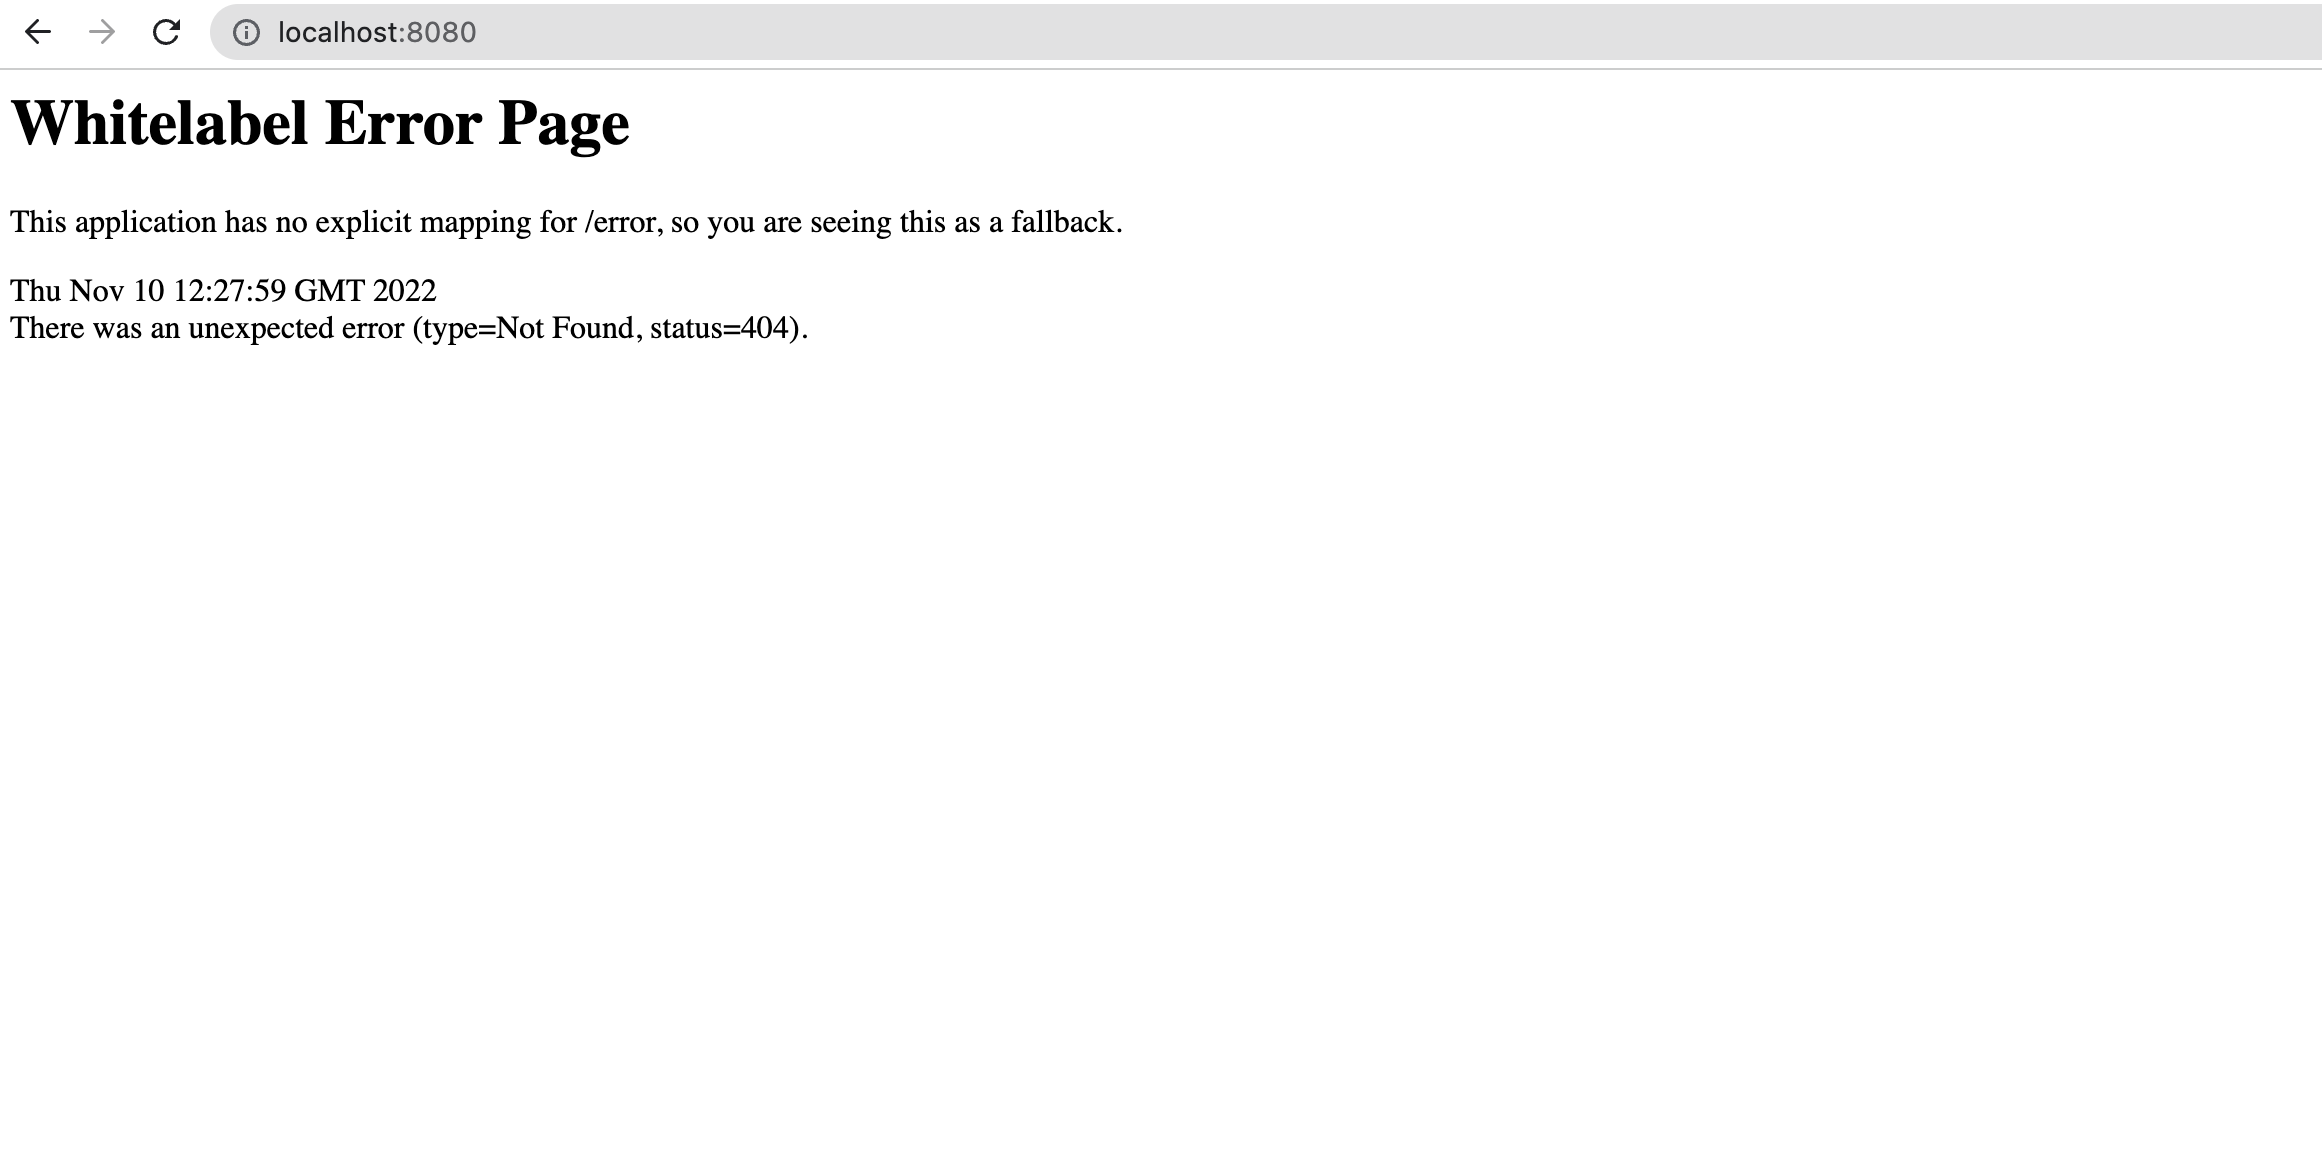 localhost:8080
Whitelabel Error Page
This application has no explicit mapping for /error, so you are seeing this as a fallback.
Thu Nov 10 12:27:59 GMT 2022
There was an unexpected error (type=Not Found, status=404).